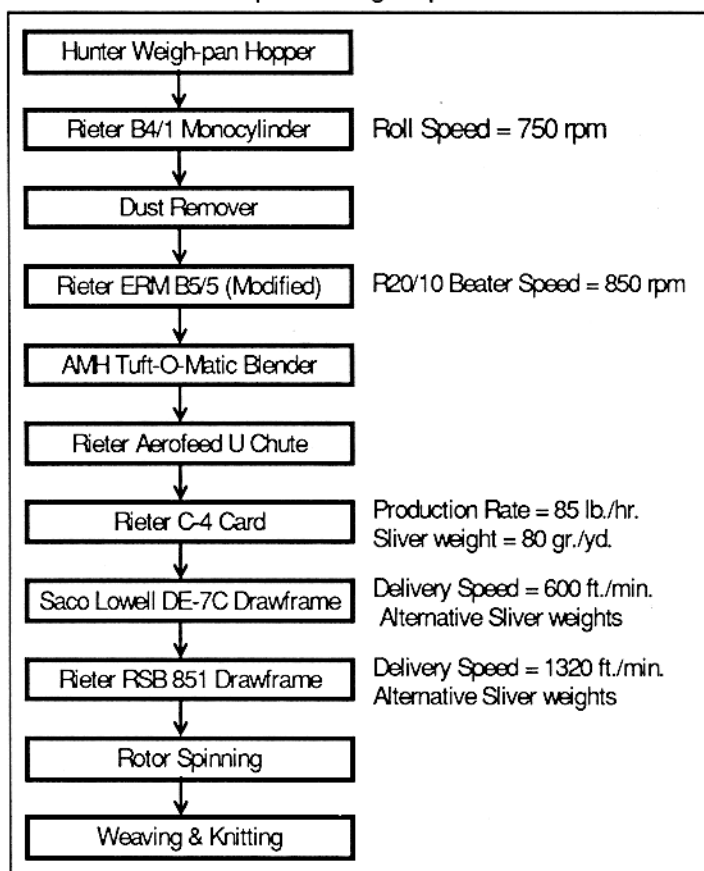 Hunter Weigh-pan Hopper
Rieter B4/1 Monocylinder
Roll Speed = 750 rpm
Dust Remover
Rieter ERM B5/5 (Modified)
R20/10 Beater Speed = 850 rpm
AMH Tuft-O-Matic Blender
Rieter Aerofeed U Chute
Rieter C-4 Card
Production Rate = 85 lb./hr.
Sliver weight = 80 gr./yd.
Saco Lowell DE-7C Drawframe
Delivery Speed = 600 ft./min.
Alternative Sliver weights
Rieter RSB 851 Drawframe
Delivery Speed = 1320 ft./min.
Alternative Sliver weights
Rotor Spinning
Weaving & Knitting